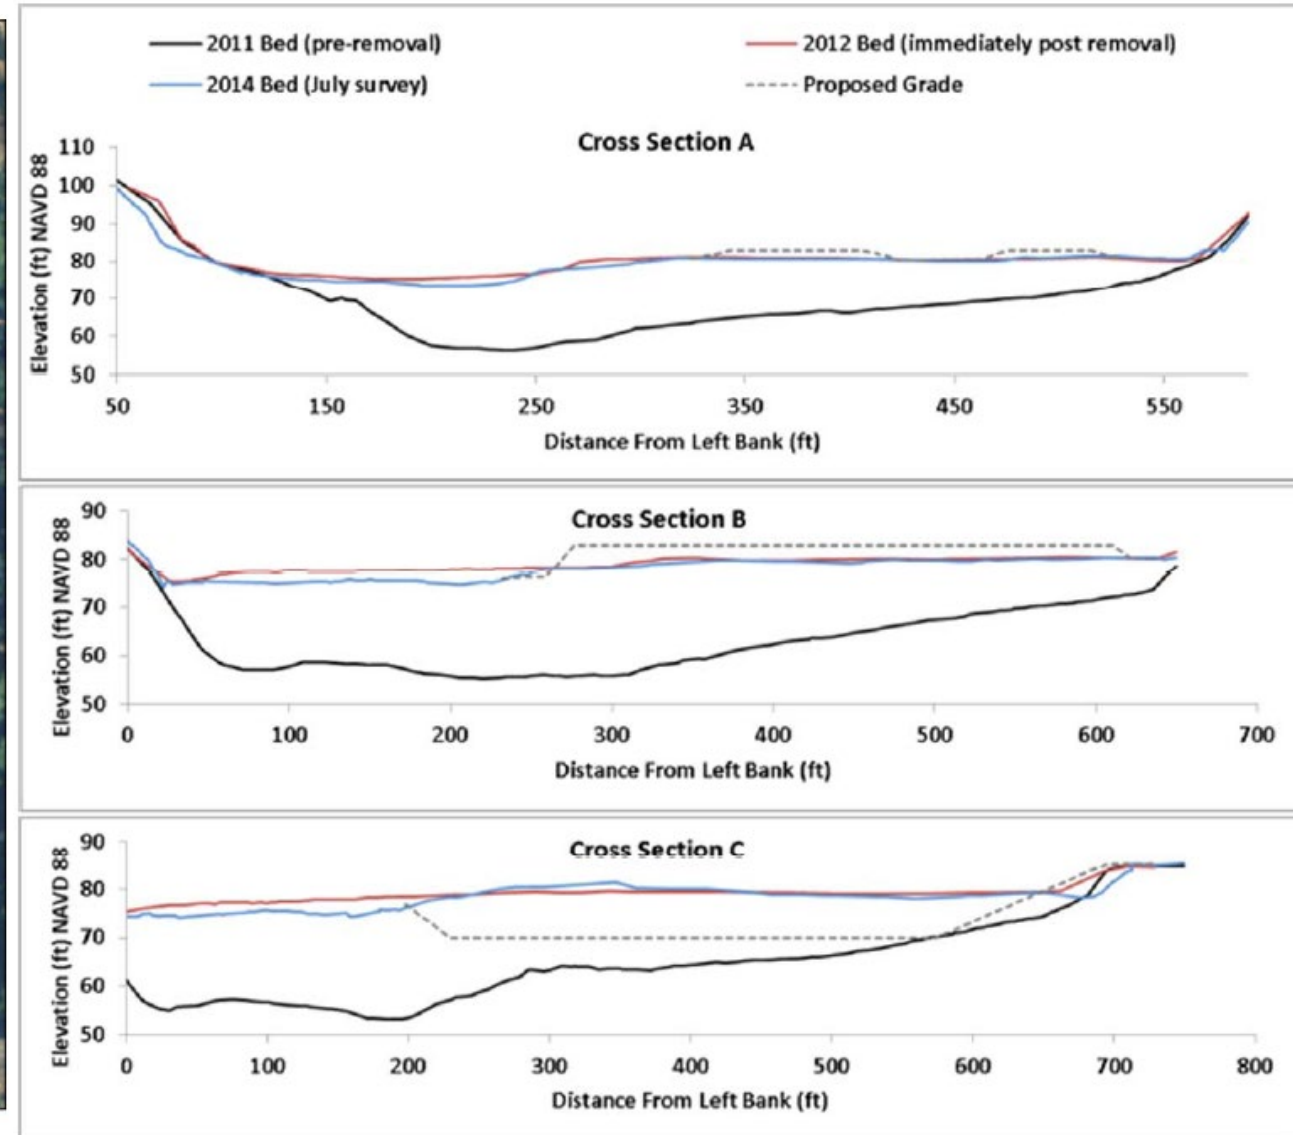 2011 Bed (pre-removal) 2012 Bed (immediately post removal)
2014 Bed (July survey) Proposed Grade
Cross Section A
Elevation (ft) NAVD 88
110
100
90
80
70
60
50
50 150 250 350 450 550
Distance From Left Bank (ft)
Cross Section B
Elevation (ft) NAVD 88
90
80
70
60
50
0 100 200 300 400 500 600 700
Distance From Left Bank (ft)
Cross Section C
Elevation (ft) NAVD 88
90
80
70
60
50
0 100 200 300 400 500 600 700 800
Distance From Left Bank (ft)